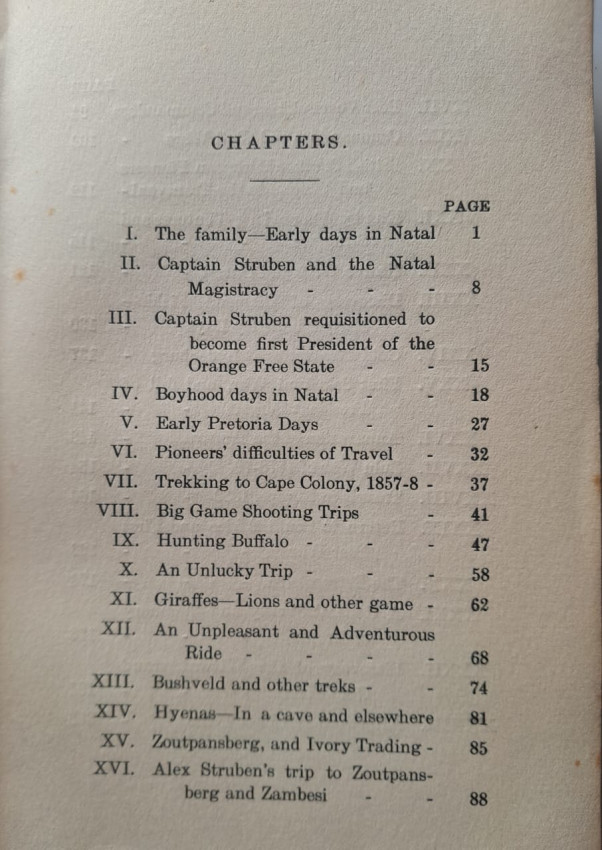 CHAPTERS.
PAGE
I. The family—Early days in Natal 1
II. Captain Struben and the Natal
Magistracy - - - 8
III. Captain Struben requisitioned to
become first President of the
Orange Free State - - 15
IV. Boyhood days in Natal - - 18
V. Early Pretoria Days - - 27
VI. Pioneers' difficulties of Travel - 32
VII. Trekking to Cape Colony, 1857-8 - 37
VIII. Big Game Shooting Trips - 41
IX. Hunting Buffalo - - - 47
X. An Unlucky Trip - - - 58
XI. Giraffes—Lions and other game - 62
XII. An Unpleasant and Adventurous
Ride - - - - 68
XIII. Bushveld and other treks - - 74
XIV. Hyenas—In a cave and elsewhere 81
XV. Zoutpansberg, and Ivory Trading - 85
XVI. Alex Struben's trip to Zoutpans-
berg and Zambesi - - 88